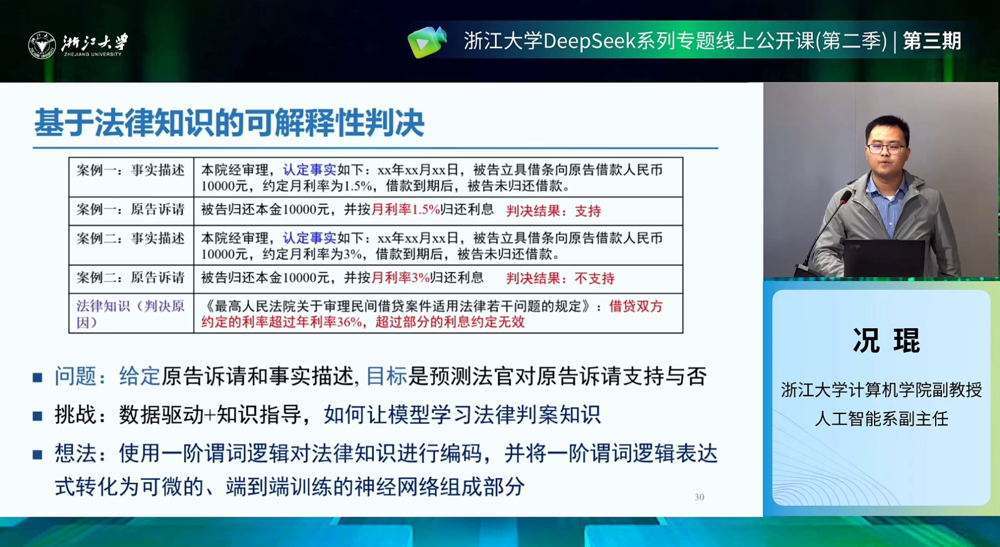 浙江大学
ZHEJIANG UNIVERSITY
浙江大学DeepSeek系列专题线上公开课(第二季) | 第三期
基于法律知识的可解释性判决
案例一：事实描述
本院经审理，认定事实如下：xx年xx月xx日，被告立具借条向原告借款人民币
10000元，约定月利率为1.5%，借款到期后，被告未归还借款。
案例一：原告诉请
被告归还本金10000元，并按月利率1.5%归还利息 判决结果：支持
案例二：事实描述
本院经审理，认定事实如下：xx年xx月xx日，被告立具借条向原告借款人民币
10000元，约定月利率为3%，借款到期后，被告未归还借款。
案例二：原告诉请
被告归还本金10000元，并按月利率3%归还利息 判决结果：不支持
法律知识（判决原
因）
《最高人民法院关于审理民间借贷案件适用法律若干问题的规定》：借贷双方
约定的利率超过年利率36%，超过部分的利息约定无效
■ 问题：给定原告诉请和事实描述, 目标是预测法官对原告诉请支持与否
■ 挑战：数据驱动+知识指导，如何让模型学习法律判案知识
■ 想法：使用一阶谓词逻辑对法律知识进行编码，并将一阶谓词逻辑表达
式转化为可微的、端到端训练的神经网络组成部分
30
况 琨
浙江大学计算机学院副教授
人工智能系副主任